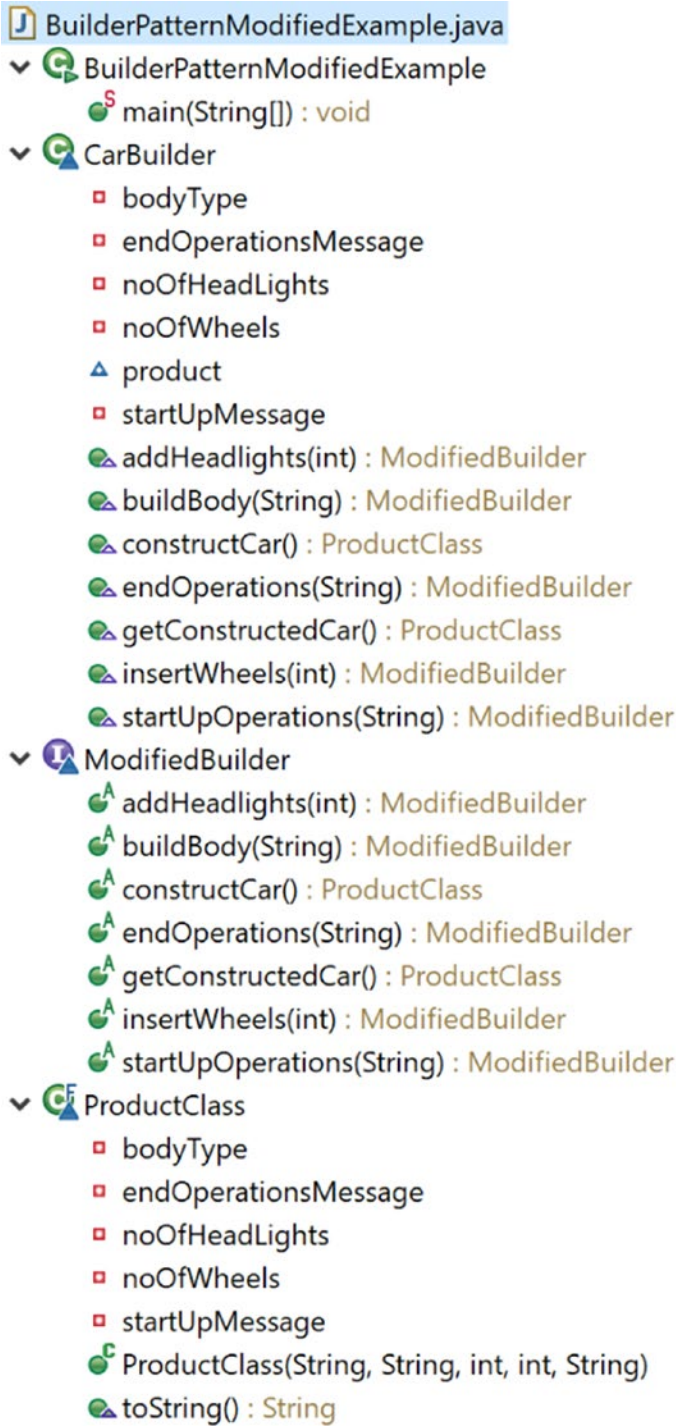 BuilderPatternModifiedExample.java
BuilderPatternModifiedExample
main(String[]) : void
CarBuilder
bodyType
endOperationsMessage
noOfHeadLights
noOfWheels
product
startUpMessage
addHeadlights(int) : ModifiedBuilder
buildBody(String) : ModifiedBuilder
constructCar() : ProductClass
endOperations(String) : ModifiedBuilder
getConstructedCar() : ProductClass
insertWheels(int) : ModifiedBuilder
startUpOperations(String) : ModifiedBuilder
ModifiedBuilder
addHeadlights(int) : ModifiedBuilder
buildBody(String) : ModifiedBuilder
constructCar() : ProductClass
endOperations(String) : ModifiedBuilder
getConstructedCar() : ProductClass
insertWheels(int) : ModifiedBuilder
startUpOperations(String) : ModifiedBuilder
ProductClass
bodyType
endOperationsMessage
noOfHeadLights
noOfWheels
startUpMessage
ProductClass(String, String, int, int, String)
toString() : String